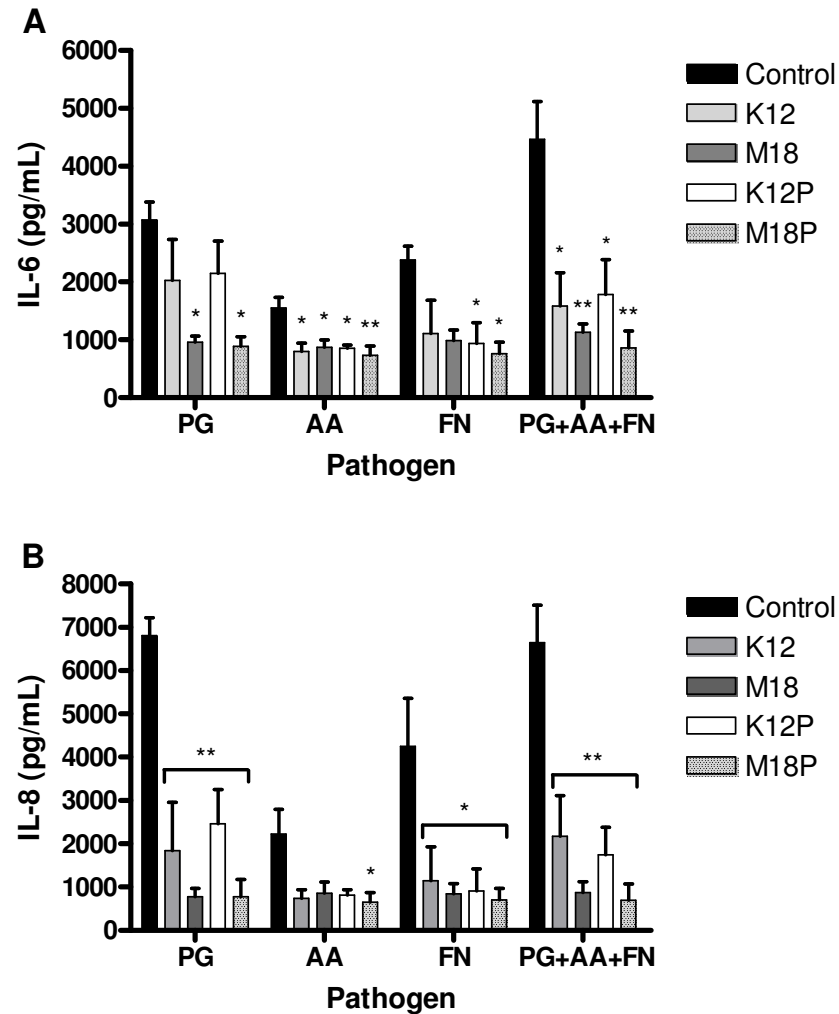 A
6000
5000
4000
3000
2000
1000
0
IL-6 (pg/mL)
*
*
*
*
*
**
*
*
*
**
*
**
PG
AA
FN
PG+AA+FN
Pathogen
Control
K12
M18
K12P
M18P
B
8000
7000
6000
5000
4000
3000
2000
1000
0
IL-8 (pg/mL)
**
*
*
**
PG
AA
FN
PG+AA+FN
Pathogen
Control
K12
M18
K12P
M18P